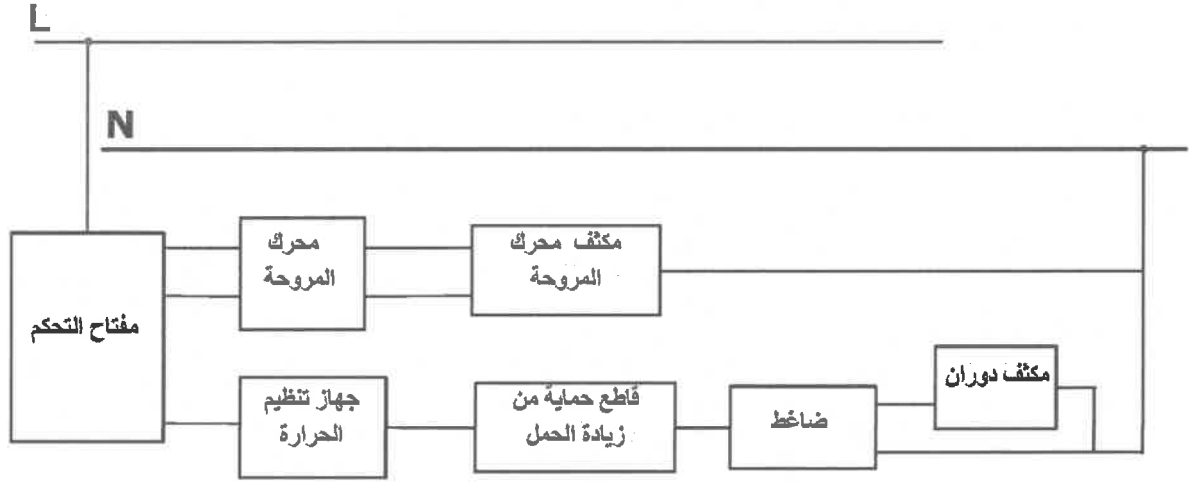 L
N
محرك
المروحة
مكثف محرك
المروحة
مفتاح التحكم
جهاز تنظيم
الحرارة
قاطع حماية من
زيادة الحمل
ضاغط
مكثف دوران